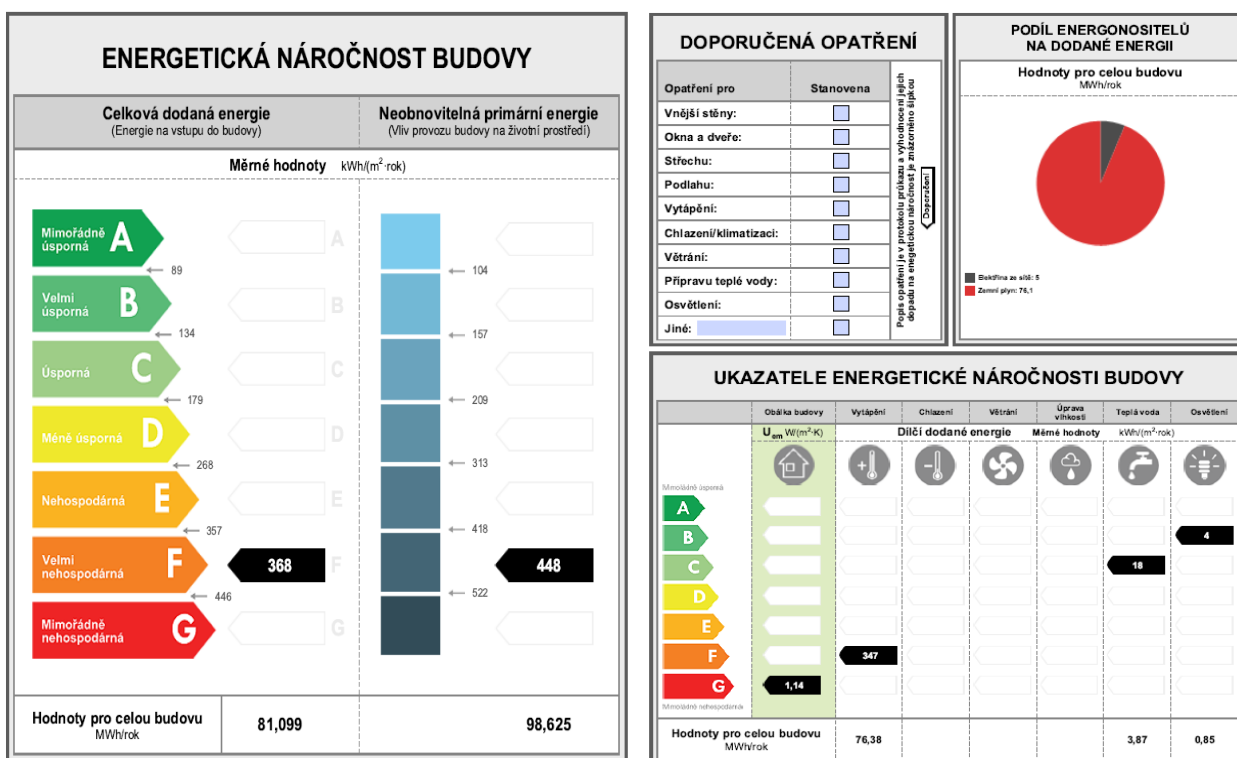 ENERGETICKÁ NÁROČNOST BUDOVY
Celková dodaná energie
(Energie na vstupu do budovy)
Neobnovitelná primární energie
(Vliv provozu budovy na životní prostředí)
Měrné hodnoty kWh/(m²·rok)
Mimořádně úsporná A
A
89
104
Velmi úsporná B
B
134
157
Úsporná C
C
179
209
Méně úsporná D
D
268
313
Nehospodárná E
E
357
418
Velmi nehospodárná F
368
F
448
446
522
Mimořádně nehospodárná G
G
Hodnoty pro celou budovu
MWh/rok
81,099
98,625
DOPORUČENÁ OPATŘENÍ
Opatření pro
Stanovena
Vnější stěny:
Okna a dveře:
Střechu:
Podlahu:
Vytápění:
Chlazení/klimatizaci:
Větrání:
Přípravu teplé vody:
Osvětlení:
Jiné:
Popis opatření je v protokolu průkazu a vyhodnocení jejich
dopadu na enegetickou náročnost je znázorněno šipkou
Doporučení
PODÍL ENERGONOSITELŮ
NA DODANÉ ENERGII
Hodnoty pro celou budovu
MWh/rok
Elektřina ze sítě: 5
Zemní plyn: 76,1
UKAZATELE ENERGETICKÉ NÁROČNOSTI BUDOVY
Obálka budovy
Vytápění
Chlazení
Větrání
Úprava vlhkosti
Teplá voda
Osvětlení
Uem W/(m²·K)
Dílčí dodané energie Měrné hodnoty kWh/(m²·rok)
Mimořádně úsporná
A
B
4
C
18
D
E
F
347
G
1,14
Mimořádně nehospodárná
Hodnoty pro celou budovu
MWh/rok
76,38
3,87
0,85